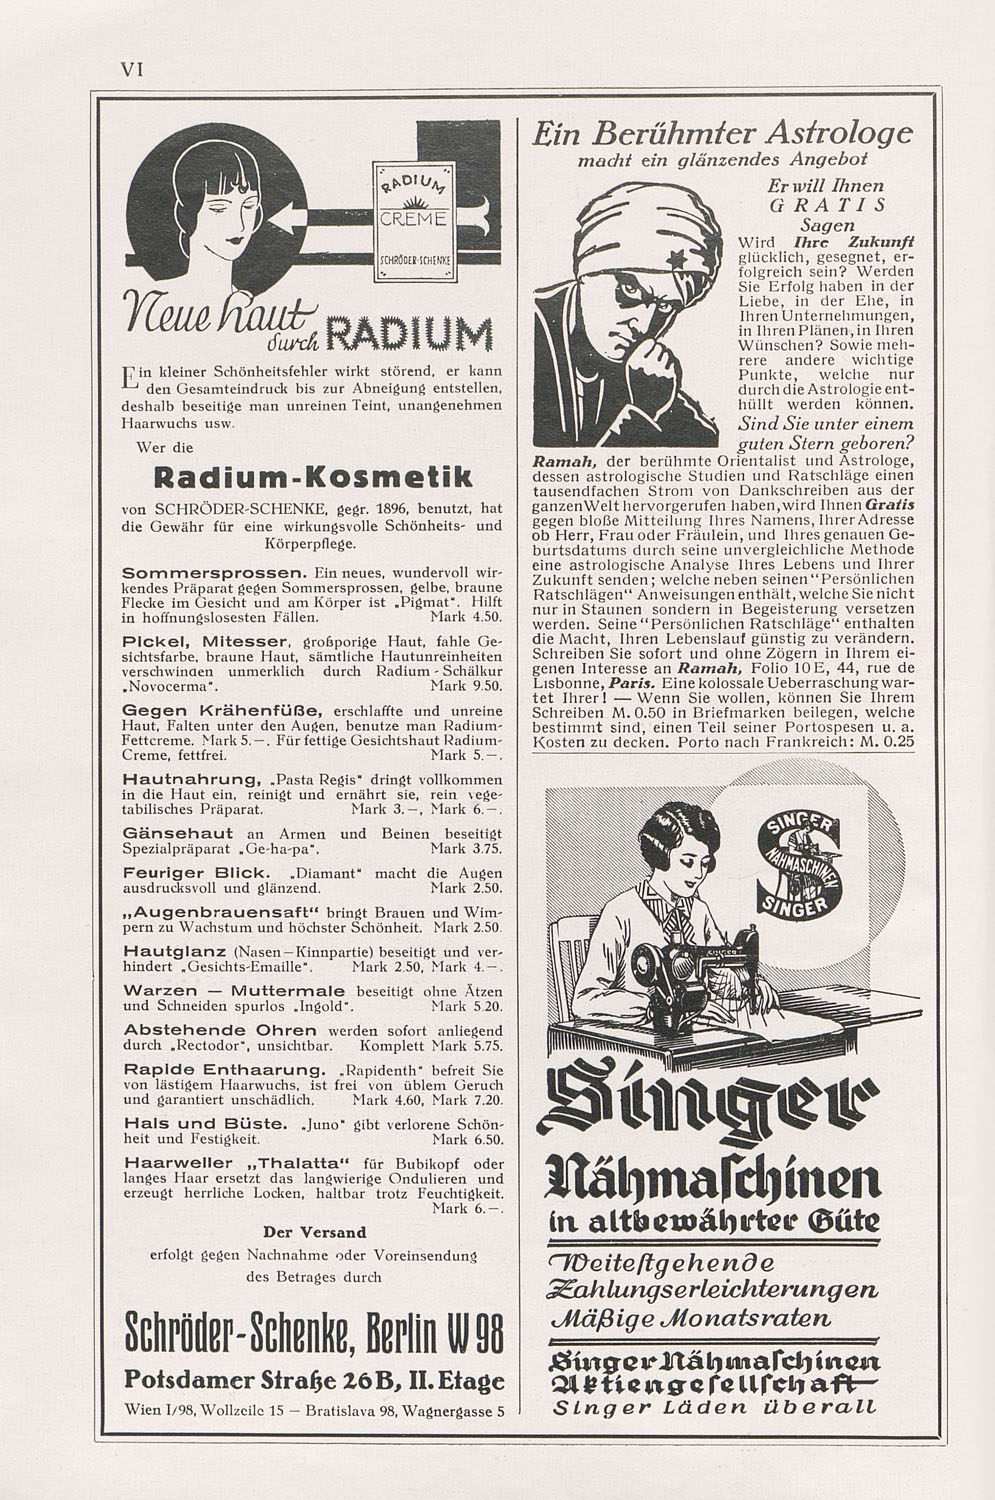 VI
RADIUM
CREME
SCHRÖDER-SCHENKE
Neue Haut
durch RADIUM
Ein kleiner Schönheitsfehler wirkt störend, er kann
den Gesamteindruck bis zur Abneigung entstellen,
deshalb beseitige man unreinen Teint, unangenehmen
Haarwuchs usw.
Wer die
Radium-Kosmetik
von SCHRÖDER-SCHENKE, gegr. 1896, benutzt, hat
die Gewähr für eine wirkungsvolle Schönheits- und
Körperpflege.
Sommersprossen. Ein neues, wundervoll wir-
kendes Präparat gegen Sommersprossen, gelbe, braune
Flecke im Gesicht und am Körper ist „Pigmat“. Hilft
in hoffnungslosesten Fällen. Mark 4.50.
Pickel, Mitesser, großporige Haut, fahle Ge-
sichtsfarbe, braune Haut, sämtliche Hautunreinheiten
verschwinden unmerklich durch Radium-Schälkur
„Novocerma“. Mark 9.50.
Gegen Krähenfüße, erschlaffte und unreine
Haut, Falten unter den Augen, benutze man Radium-
Fettcreme. Mark 5.—. Für fettige Gesichtshaut Radium-
Creme, fettfrei. Mark 5.—.
Hautnahrung, „Pasta Regis“ dringt vollkommen
in die Haut ein, reinigt und ernährt sie, rein vege-
tabilisches Präparat. Mark 3.—, Mark 6.—.
Gänsehaut an Armen und Beinen beseitigt
Spezialpräparat „Ge-ha-pa“. Mark 3.75.
Feuriger Blick. „Diamant“ macht die Augen
ausdrucksvoll und glänzend. Mark 2.50.
„Augenbrauensaft“ bringt Brauen und Wim-
pern zu Wachstum und höchster Schönheit. Mark 2.50.
Hautglanz (Nasen—Kinnpartie) beseitigt und ver-
hindert „Gesichts-Emaille“. Mark 2.50, Mark 4.—.
Warzen — Muttermale beseitigt ohne Ätzen
und Schneiden spurlos „Ingold“. Mark 5.20.
Abstehende Ohren werden sofort anliegend
durch „Rectodor“, unsichtbar. Komplett Mark 5.75.
Rapide Enthaarung. „Rapidenth“ befreit Sie
von lästigem Haarwuchs, ist frei von üblem Geruch
und garantiert unschädlich. Mark 4.60, Mark 7.20.
Hals und Büste. „Juno“ gibt verlorene Schön-
heit und Festigkeit. Mark 6.50.
Haarweller „Thalatta“ für Bubikopf oder
langes Haar ersetzt das langwierige Ondulieren und
erzeugt herrliche Locken, haltbar trotz Feuchtigkeit.
Mark 6.—.
Der Versand
erfolgt gegen Nachnahme oder Voreinsendung
des Betrages durch
Schröder-Schenke, Berlin W 98
Potsdamer Straße 26 B, II. Etage
Wien I/98, Wollzeile 15 — Bratislava 98, Wagnergasse 5
Ein Berühmter Astrologe
macht ein glänzendes Angebot
Er will Ihnen
GRATIS
Sagen
Wird Ihre Zukunft
glücklich, gesegnet, er-
folgreich sein? Werden
Sie Erfolg haben in der
Liebe, in der Ehe, in
Ihren Unternehmungen,
in Ihren Plänen, in Ihren
Wünschen? Sowie meh-
rere andere wichtige
Punkte, welche nur
durch die Astrologie ent-
hüllt werden können.
Sind Sie unter einem
guten Stern geboren?
Ramah, der berühmte Orientalist und Astrologe,
dessen astrologische Studien und Ratschläge einen
tausendfachen Strom von Dankschreiben aus der
ganzen Welt hervorgerufen haben, wird Ihnen Gratis
gegen bloße Mitteilung Ihres Namens, Ihrer Adresse
ob Herr, Frau oder Fräulein, und Ihres genauen Ge-
burtsdatums durch seine unvergleichliche Methode
eine astrologische Analyse Ihres Lebens und Ihrer
Zukunft senden; welche neben seinen “Persönlichen
Ratschlägen“ Anweisungen enthält, welche Sie nicht
nur in Staunen sondern in Begeisterung versetzen
werden. Seine “Persönlichen Ratschläge“ enthalten
die Macht, Ihren Lebenslauf günstig zu verändern.
Schreiben Sie sofort und ohne Zögern in Ihrem ei-
genen Interesse an Ramah, Folio 10 E, 44, rue de
Lisbonne, Paris. Eine kolossale Ueberraschung war-
tet Ihrer! — Wenn Sie wollen, können Sie Ihrem
Schreiben M. 0.50 in Briefmarken beilegen, welche
bestimmt sind, einen Teil seiner Portospesen u. a.
Kosten zu decken. Porto nach Frankreich: M. 0.25
SINGER
NÄHMASCHINEN
SINGER
SINGER
Singer
Nähmaſchinen
in altbewährter Güte
Weiteſtgehende
Zahlungserleichterungen
Mäßige Monatsraten
Singer Nähmaſchinen
Aktiengeſellſchaft
Singer Läden überall